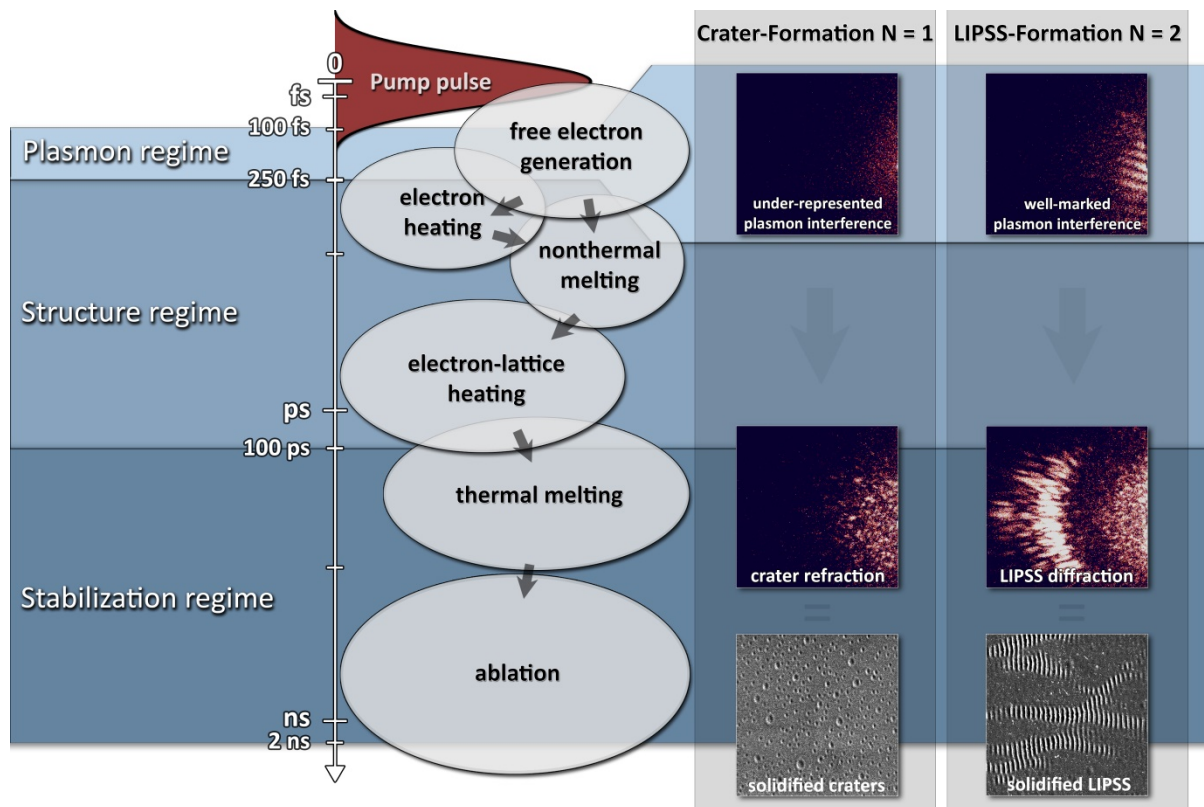 Crater-Formation N = 1
LIPSS-Formation N = 2
0
Pump pulse
fs
100 fs
Plasmon regime
250 fs
free electron
generation
electron
heating
nonthermal
melting
under-represented
plasmon interference
well-marked
plasmon interference
Structure regime
electron-lattice
heating
ps
100 ps
thermal melting
crater refraction
LIPSS diffraction
=
=
Stabilization regime
ablation
ns
2 ns
solidified craters
solidified LIPSS